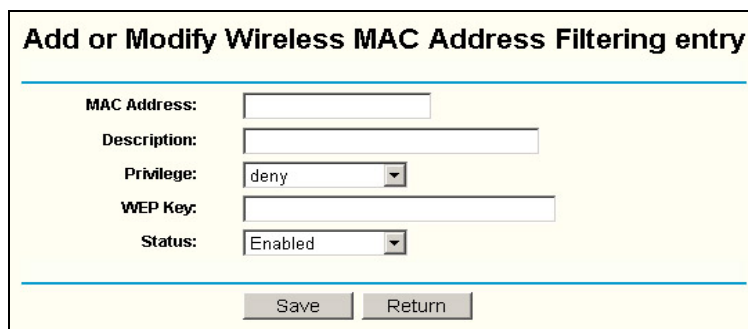 Add or Modify Wireless MAC Address Filtering entry
MAC Address:
Description:
Privilege: deny
WEP Key:
Status: Enabled
Save Return